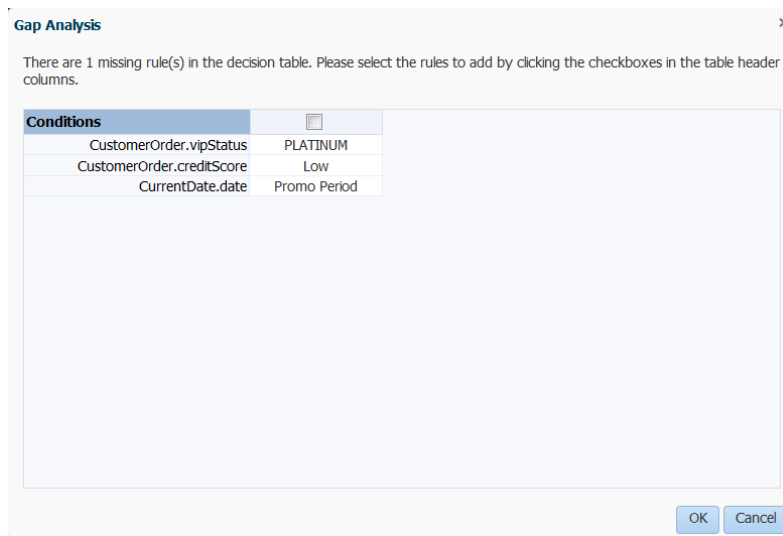 Gap Analysis
There are 1 missing rule(s) in the decision table. Please select the rules to add by clicking the checkboxes in the table header
columns.
Conditions
CustomerOrder.vipStatus PLATINUM
CustomerOrder.creditScore Low
CurrentDate.date Promo Period
OK Cancel